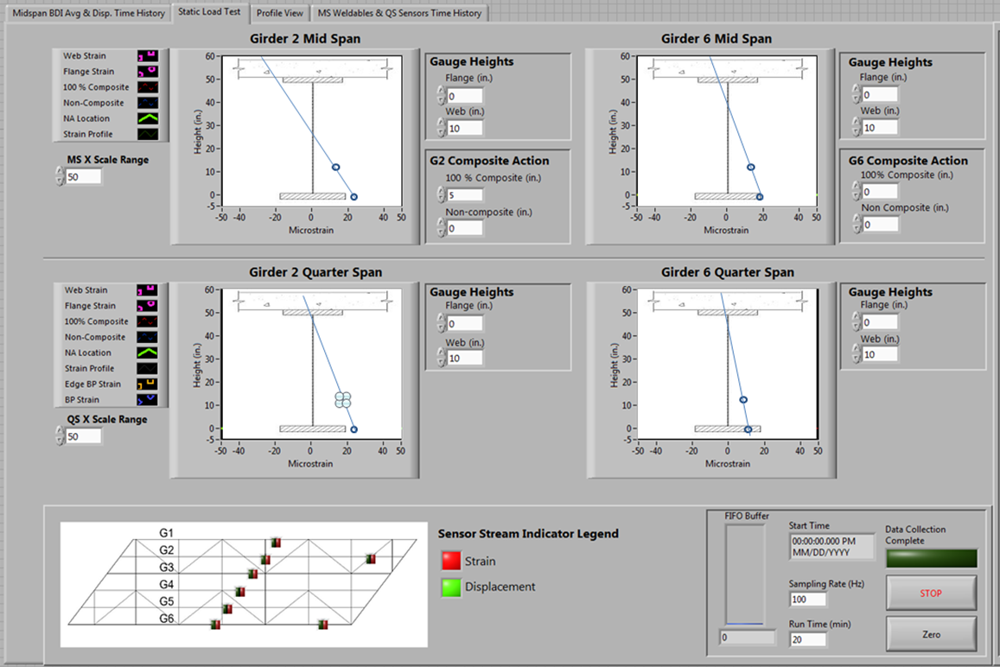 Midspan BDI Avg & Disp. Time History
Static Load Test
Profile View
MS Weldables & QS Sensors Time History
Web Strain
Flange Strain
100 % Composite
Non-Composite
NA Location
Strain Profile
MS X Scale Range
50
Girder 2 Mid Span
Height (in.)
60
50
40
30
20
10
0
-5
-50 -40 -20 0 20 40 50
Microstrain
Gauge Heights
Flange (in.)
0
Web (in.)
10
G2 Composite Action
100 % Composite (in.)
5
Non-composite (in.)
0
Girder 6 Mid Span
Height (in.)
60
50
40
30
20
10
0
-5
-50 -40 -20 0 20 40 50
Microstrain
Gauge Heights
Flange (in.)
0
Web (in.)
10
G6 Composite Action
100% Composite (in.)
0
Non Composite (in.)
0
Web Strain
Flange Strain
100% Composite
Non-Composite
NA Location
Strain Profile
Edge BP Strain
BP Strain
QS X Scale Range
50
Girder 2 Quarter Span
Height (in.)
60
50
40
30
20
10
0
-5
-50 -40 -20 0 20 40 50
Microstrain
Gauge Heights
Flange (in.)
0
Web (in.)
10
Girder 6 Quarter Span
Height (in.)
60
50
40
30
20
10
0
-5
-50 -40 -20 0 20 40 50
Microstrain
Gauge Heights
Flange (in.)
0
Web (in.)
10
G1
G2
G3
G4
G5
G6
Sensor Stream Indicator Legend
Strain
Displacement
FIFO Buffer
0
Start Time
00:00:00.000 PM
MM/DD/YYYY
Sampling Rate (Hz)
100
Run Time (min)
20
Data Collection
Complete
STOP
Zero